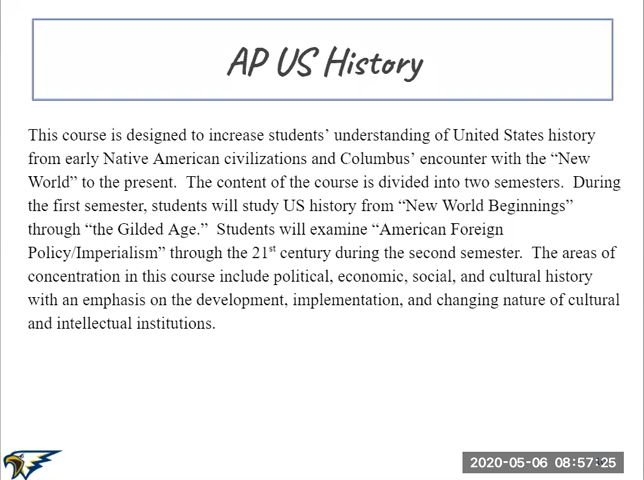 AP US History
This course is designed to increase students’ understanding of United States history
from early Native American civilizations and Columbus’ encounter with the “New
World” to the present.  The content of the course is divided into two semesters.  During
the first semester, students will study US history from “New World Beginnings”
through “the Gilded Age.”  Students will examine “American Foreign
Policy/Imperialism” through the 21st century during the second semester.  The areas of
concentration in this course include political, economic, social, and cultural history
with an emphasis on the development, implementation, and changing nature of cultural
and intellectual institutions.
2020-05-06 08:57:25